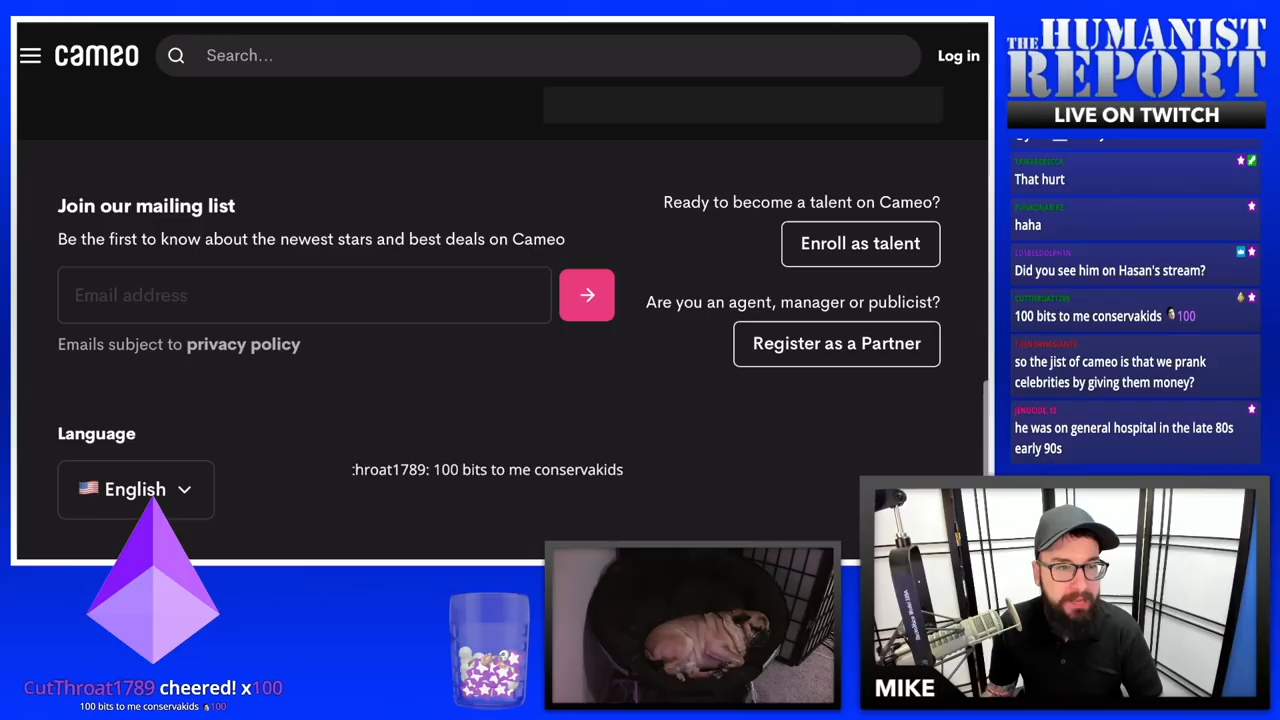 cameo
Search...
Log in
Join our mailing list
Be the first to know about the newest stars and best deals on Cameo
Email address
Emails subject to privacy policy
Ready to become a talent on Cameo?
Enroll as talent
Are you an agent, manager or publicist?
Register as a Partner
Language
English
:hroat1789: 100 bits to me conservakids
CutThroat1789 cheered! x100
100 bits to me conservakids 100
THE HUMANIST
REPORT
LIVE ON TWITCH
That hurt
haha
Did you see him on Hasan's stream?
CUTTHROAT1789
100 bits to me conservakids 100
so the jist of cameo is that we prank
celebrities by giving them money?
JENOCIDE_13
he was on general hospital in the late 80s
early 90s
MIKE